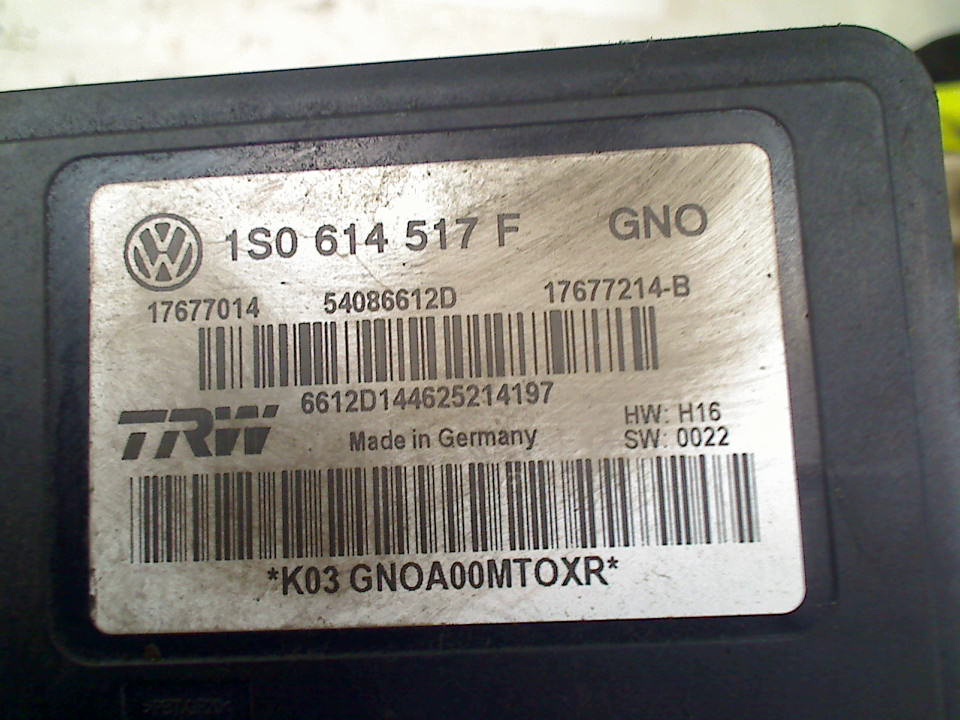 1S0 614 517 F GNO
17677014 54086612D 17677214-B
6612D144625214197
TRW Made in Germany HW: H16
SW: 0022
*K03 GNOA00MTOXR*